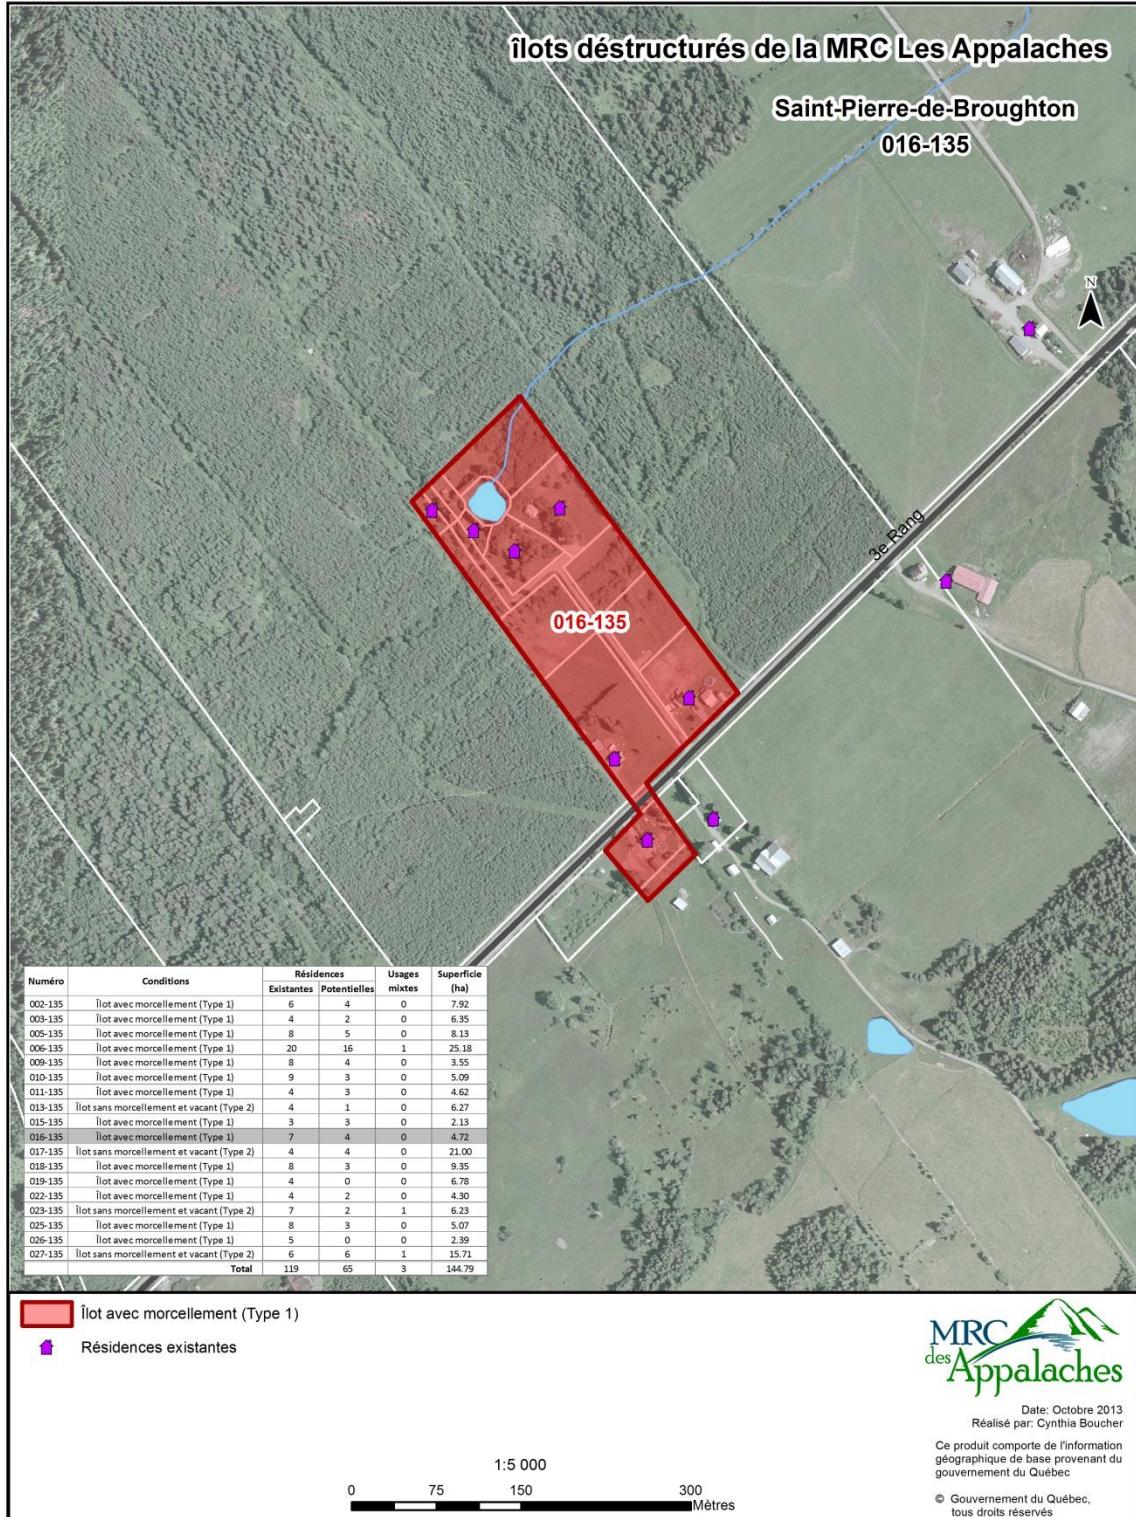 îlots déstructurés de la MRC Les Appalaches
Saint-Pierre-de-Broughton
016-135
N
3e Rang
016-135
Numéro Conditions Résidences Usages mixtes Superficie (ha)
Existantes Potentielles
002-135 Îlot avec morcellement (Type 1) 6 4 0 7.92
003-135 Îlot avec morcellement (Type 1) 4 2 0 6.35
005-135 Îlot avec morcellement (Type 1) 8 5 0 8.13
006-135 Îlot avec morcellement (Type 1) 20 16 1 25.18
009-135 Îlot avec morcellement (Type 1) 8 4 0 3.55
010-135 Îlot avec morcellement (Type 1) 9 3 0 5.09
011-135 Îlot avec morcellement (Type 1) 4 3 0 4.62
013-135 Îlot sans morcellement et vacant (Type 2) 4 1 0 6.27
015-135 Îlot avec morcellement (Type 1) 3 3 0 2.13
016-135 Îlot avec morcellement (Type 1) 7 4 0 4.72
017-135 Îlot sans morcellement et vacant (Type 2) 4 4 0 21.00
018-135 Îlot avec morcellement (Type 1) 8 3 0 9.35
019-135 Îlot avec morcellement (Type 1) 4 0 0 6.78
022-135 Îlot avec morcellement (Type 1) 4 2 0 4.30
023-135 Îlot sans morcellement et vacant (Type 2) 7 2 1 6.23
025-135 Îlot avec morcellement (Type 1) 8 3 0 5.07
026-135 Îlot avec morcellement (Type 1) 5 0 0 2.39
027-135 Îlot sans morcellement et vacant (Type 2) 6 6 1 15.71
Total 119 65 3 144.79
Îlot avec morcellement (Type 1)
Résidences existantes
1:5 000
0 75 150 300
Mètres
MRC
des Appalaches
Date: Octobre 2013
Réalisé par: Cynthia Boucher
Ce produit comporte de l'information
géographique de base provenant du
gouvernement du Québec
© Gouvernement du Québec,
tous droits réservés